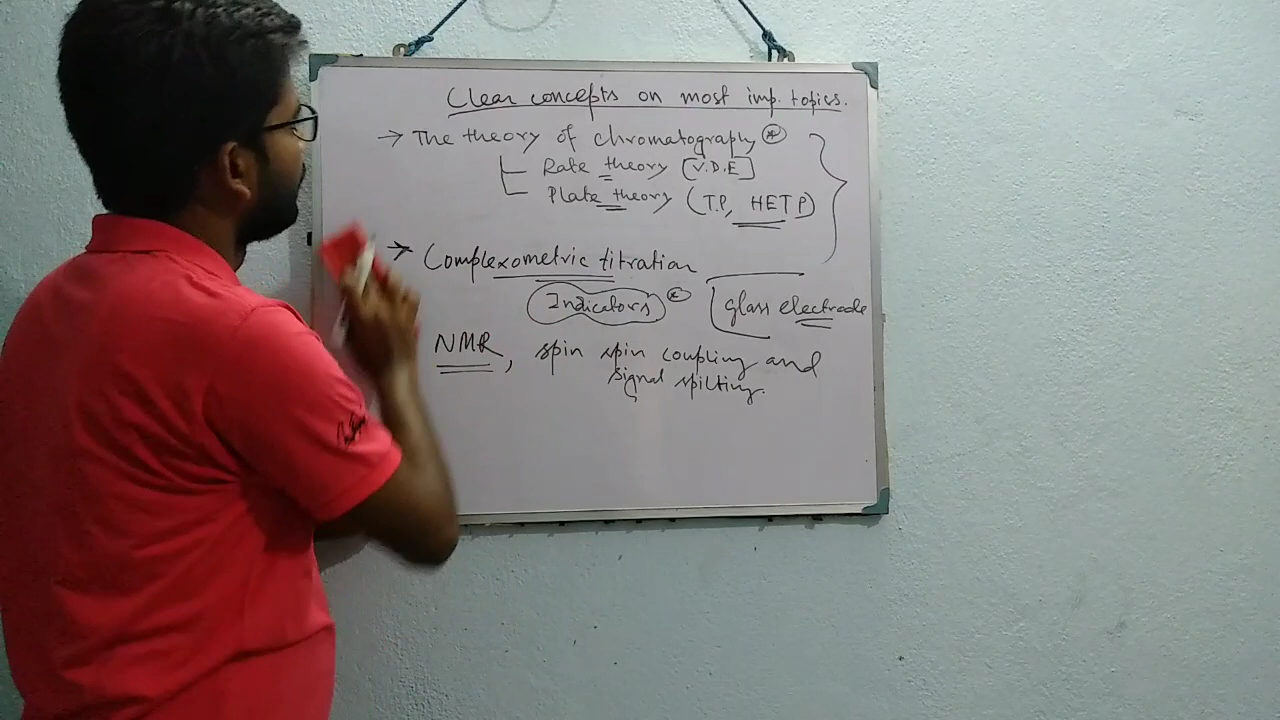 Clear concepts on most imp. topics.
→ The theory of chromatography *
Rate theory [V.D.E]
Plate theory (T.P, HETP)
→ Complexometric titration
Indicators *
glass electrode
NMR, spin spin coupling and
signal spilting.